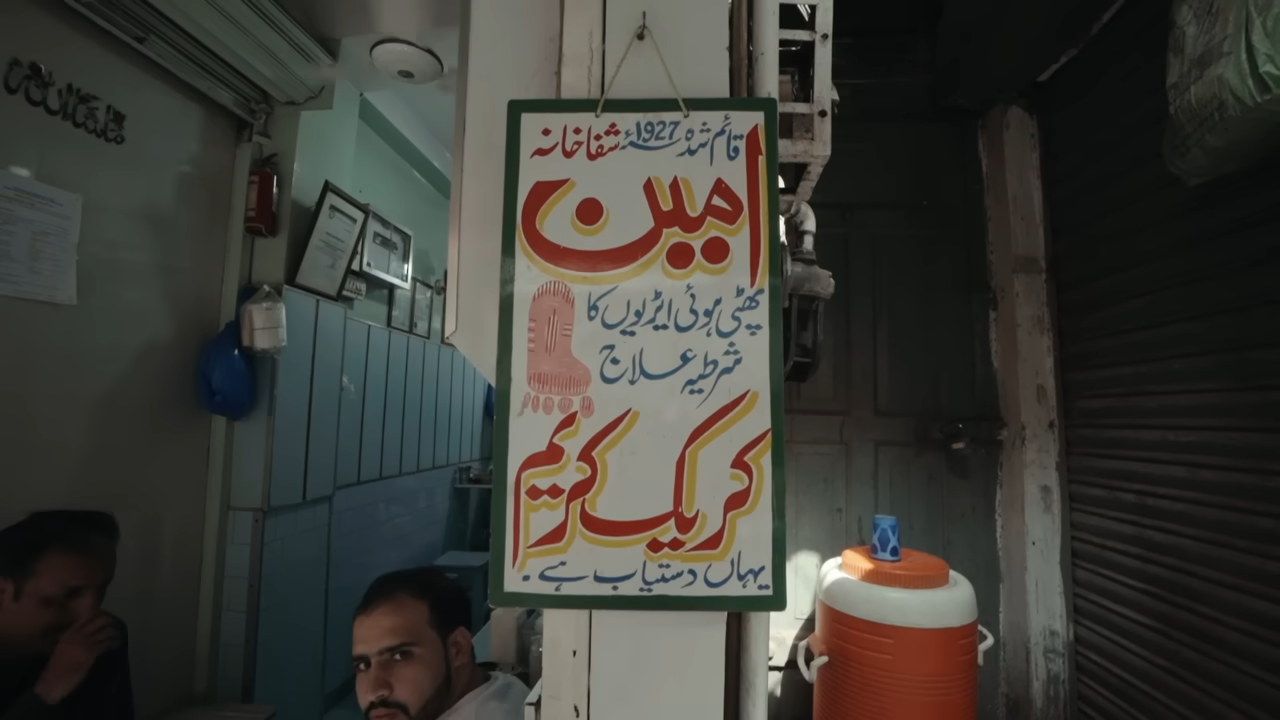 قائم شدہ 1927ء شفاخانہ
امین
پھٹی ہوئی ایڑیوں کا
شرطیہ علاج
کریک کریم
یہاں دستیاب ہے.